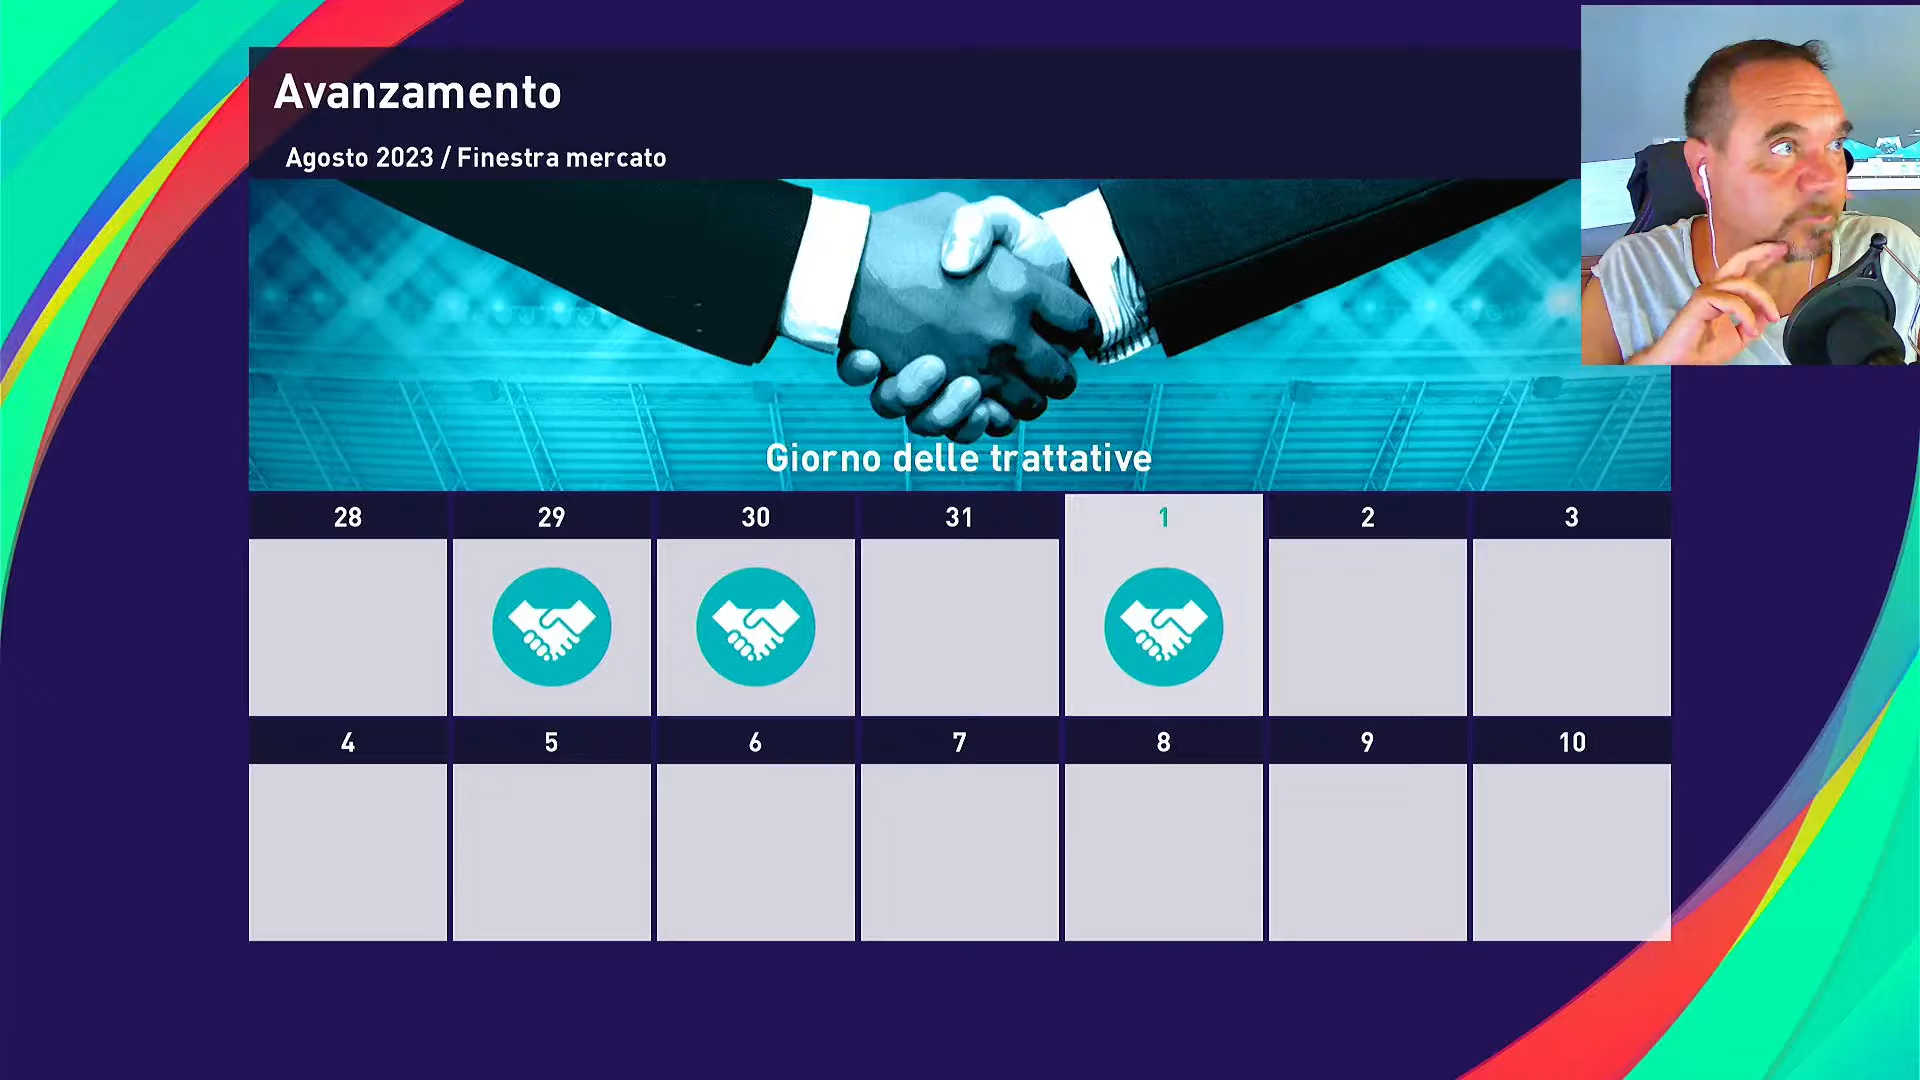 Avanzamento
Agosto 2023 / Finestra mercato
Giorno delle trattative
28 29 30 31 1 2 3
4 5 6 7 8 9 10